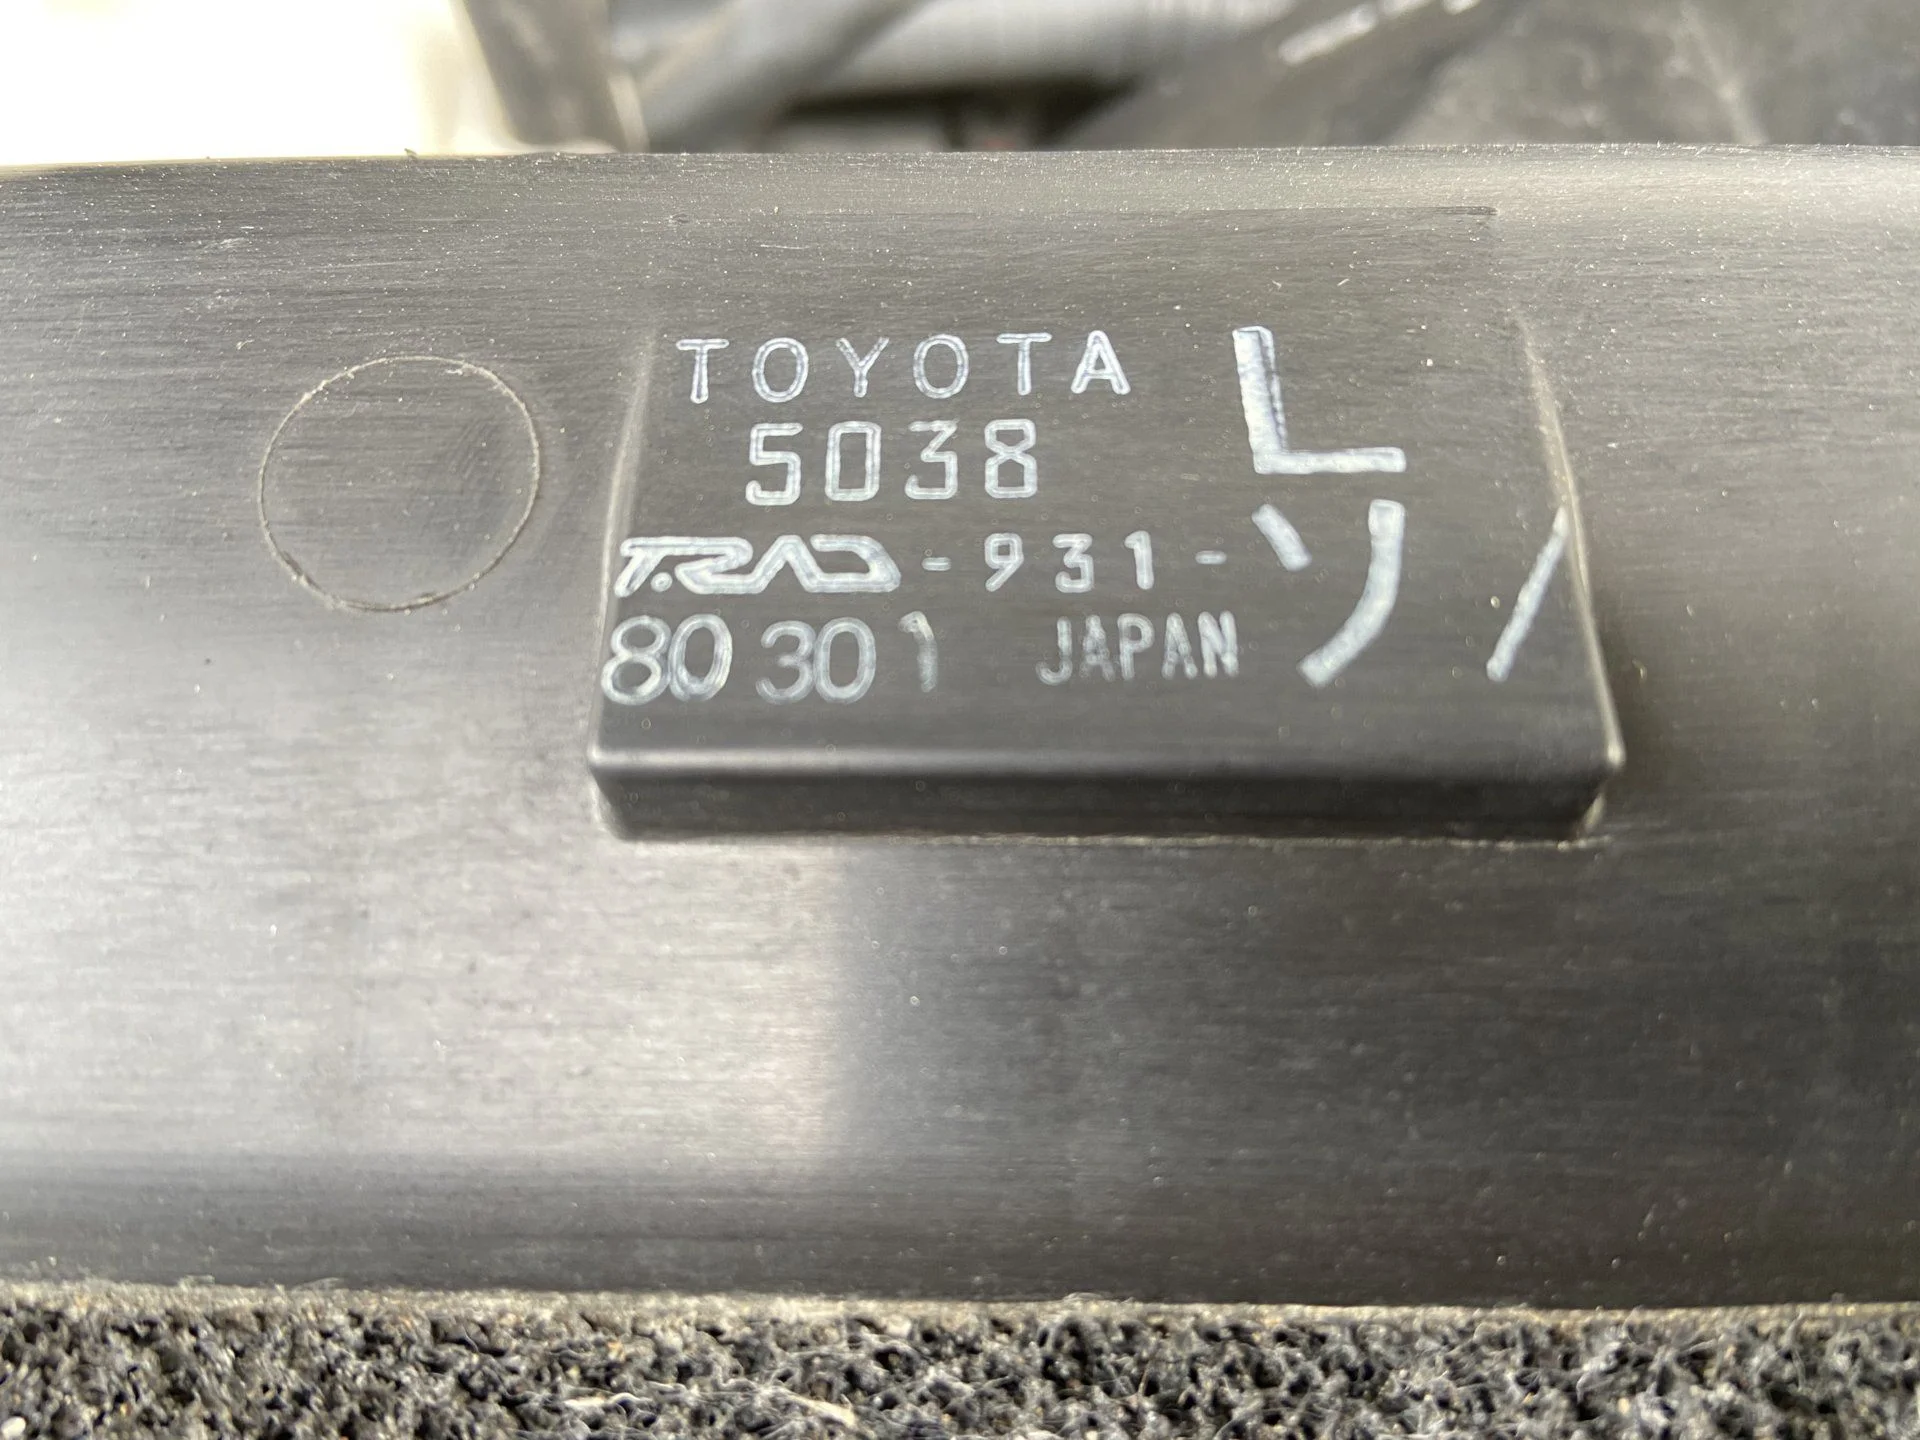 TOYOTA L
5038
T.RAD-931-ソ/
80301 JAPAN